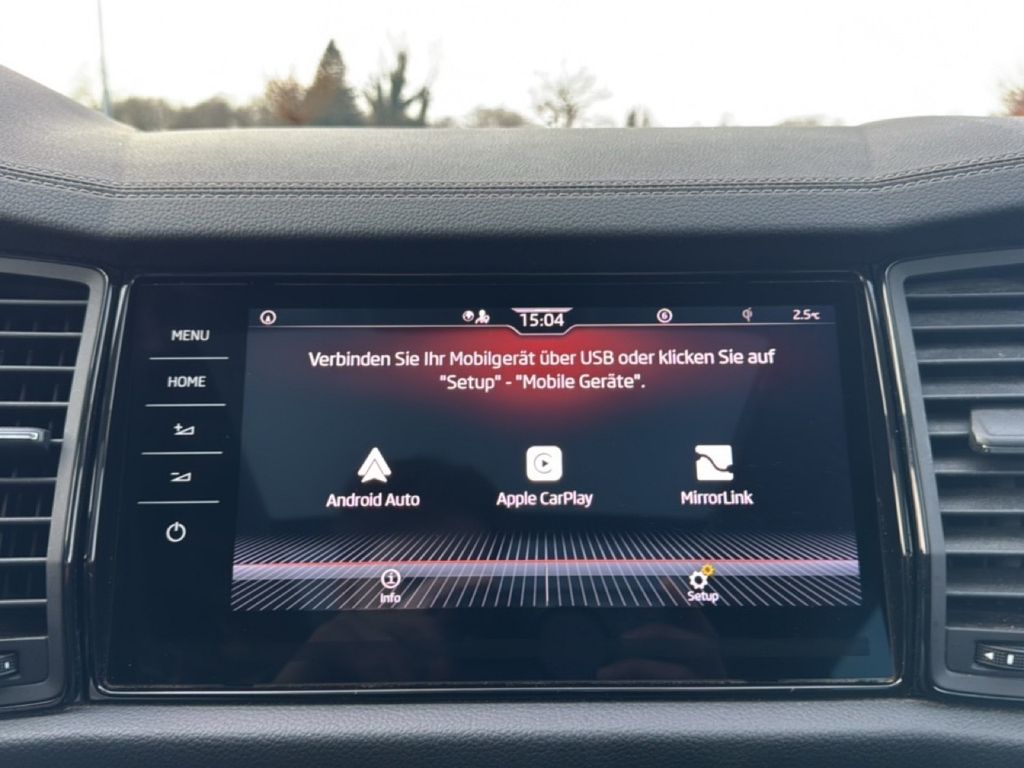 15:04
6
2.5°C
MENU
HOME
Verbinden Sie Ihr Mobilgerät über USB oder klicken Sie auf
"Setup" - "Mobile Geräte".
Android Auto
Apple CarPlay
MirrorLink
Info
Setup